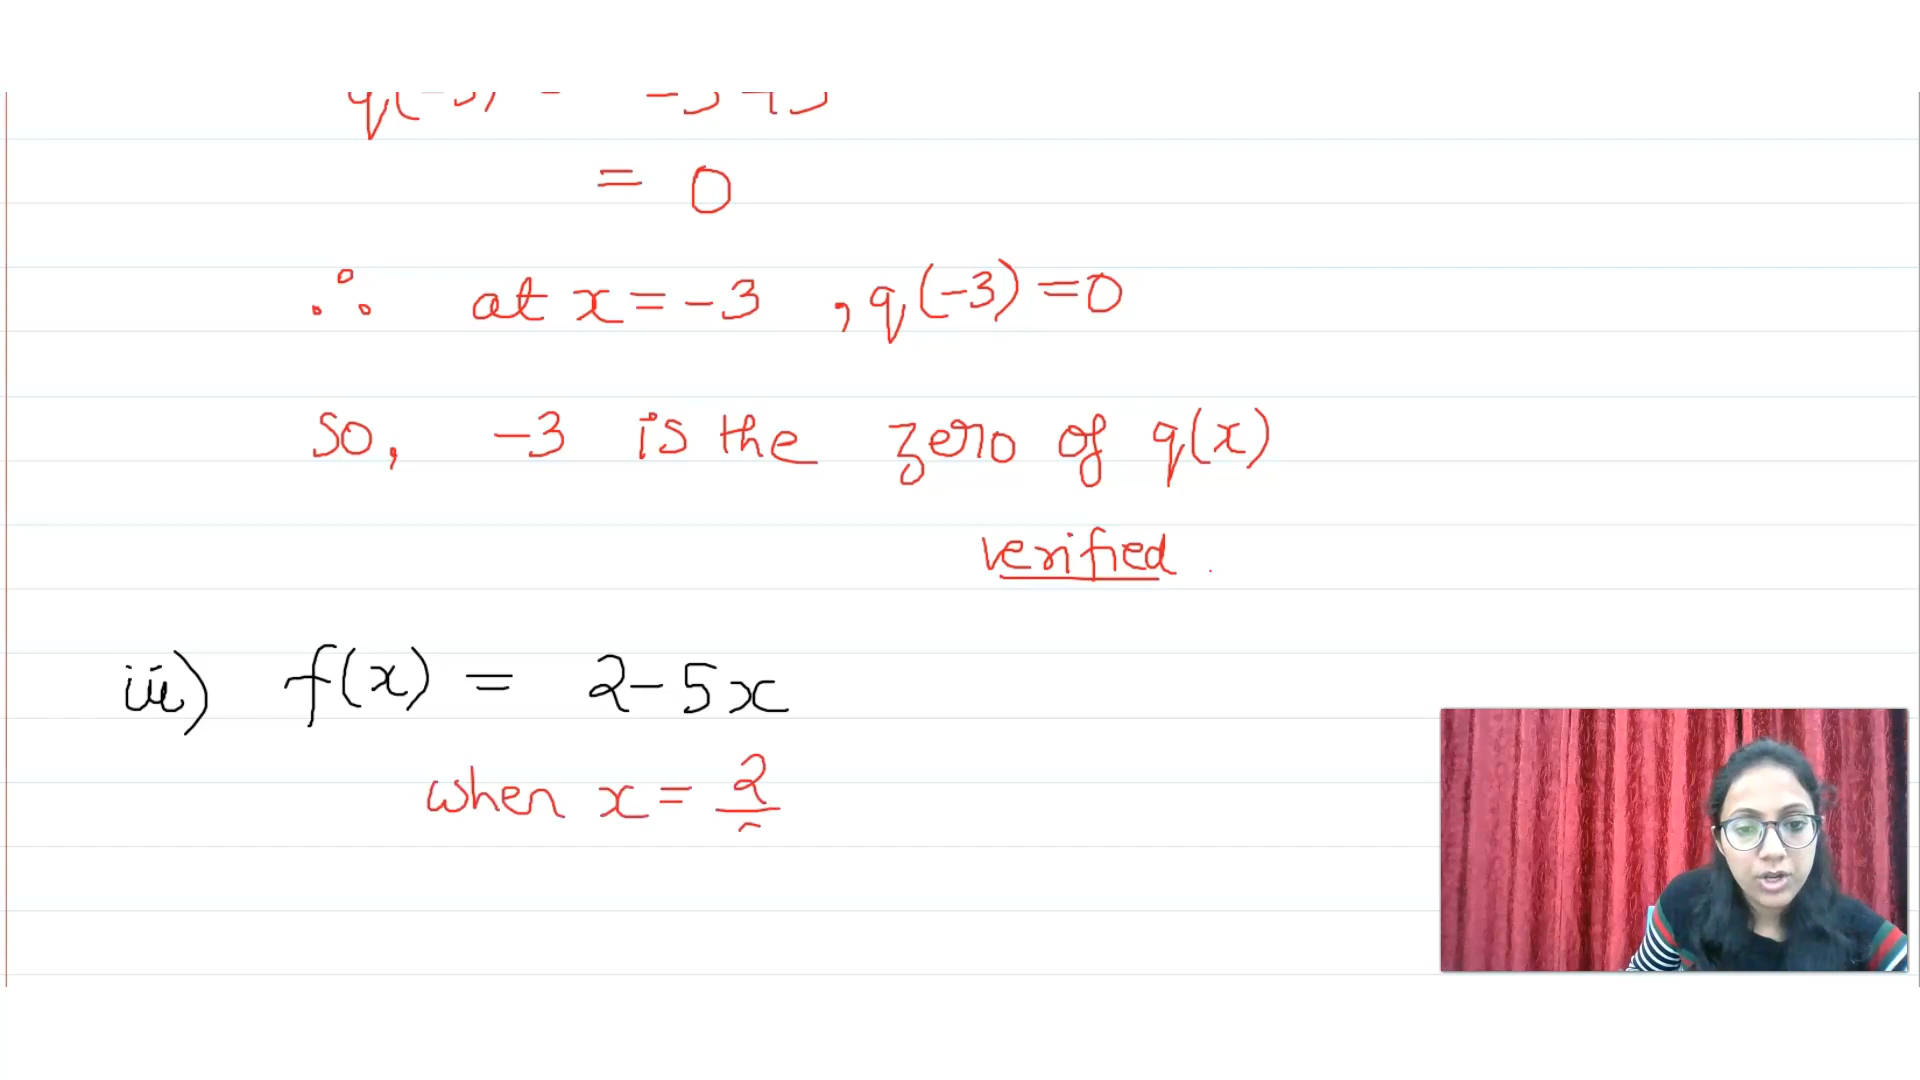 = 0
∴ at x = -3 , q(-3) = 0
So, -3 is the zero of q(x)
verified.
iii) f(x) = 2-5x
when x = 2